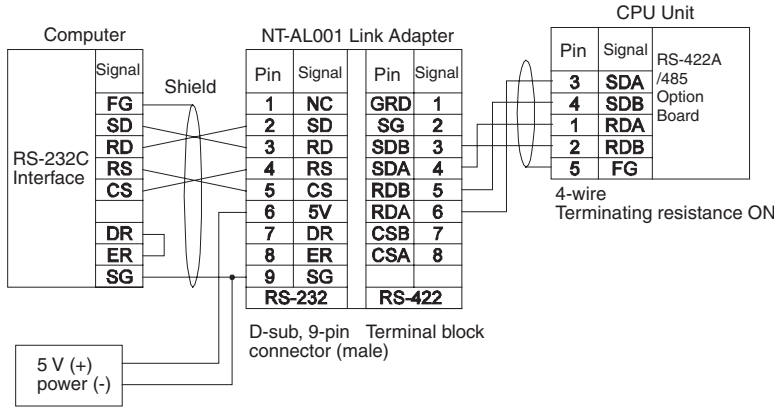 Computer
Signal
FG
SD
RD
RS
CS
DR
ER
SG
RS-232C
Interface
Shield
NT-AL001 Link Adapter
Pin Signal Pin Signal
1 NC GRD 1
2 SD SG 2
3 RD SDB 3
4 RS SDA 4
5 CS RDB 5
6 5V RDA 6
7 DR CSB 7
8 ER CSA 8
9 SG
RS-232 RS-422
D-sub, 9-pin
connector (male)
Terminal block
CPU Unit
Pin Signal
3 SDA
4 SDB
1 RDA
2 RDB
5 FG
RS-422A
/485
Option
Board
4-wire
Terminating resistance ON
5 V (+)
power (-)